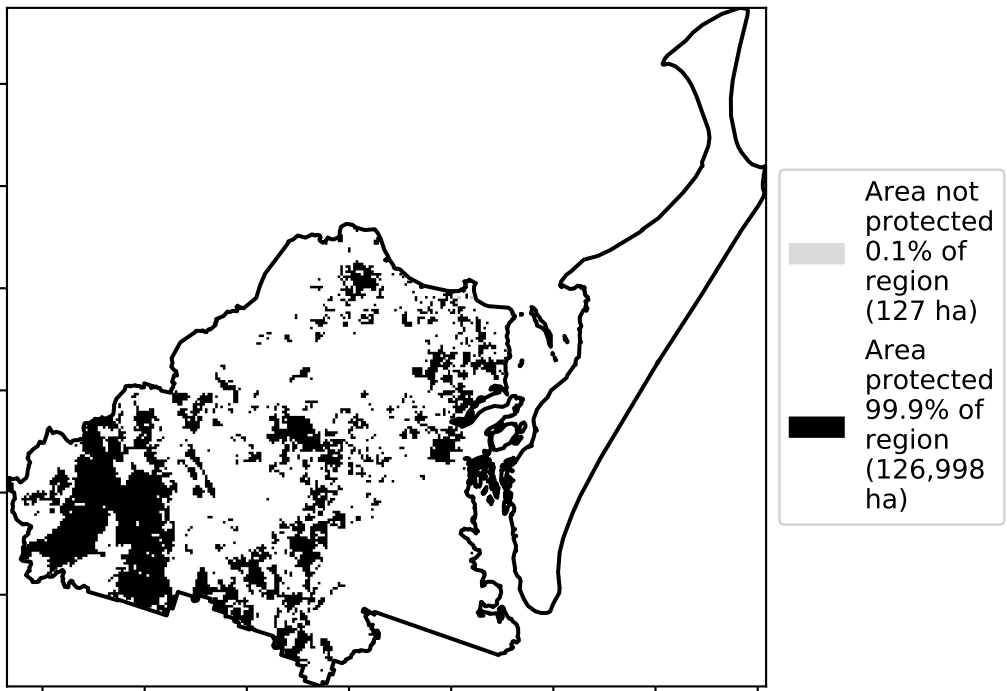 Area not
protected
0.1% of
region
(127 ha)
Area
protected
99.9% of
region
(126,998
ha)